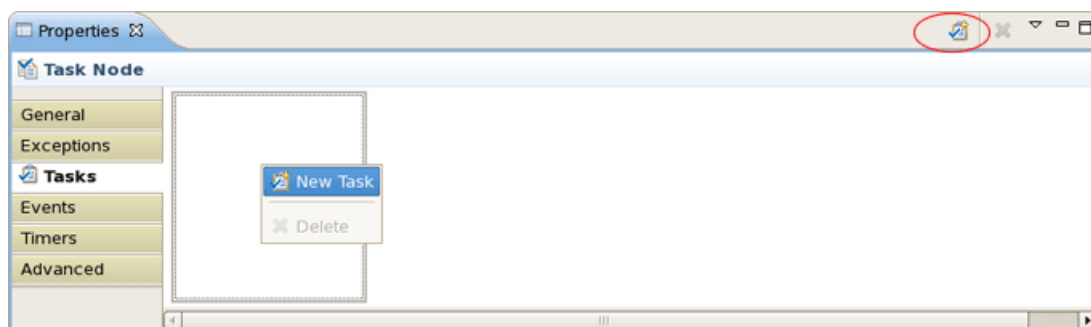 Properties
Task Node
General
Exceptions
Tasks
Events
Timers
Advanced
New Task
Delete